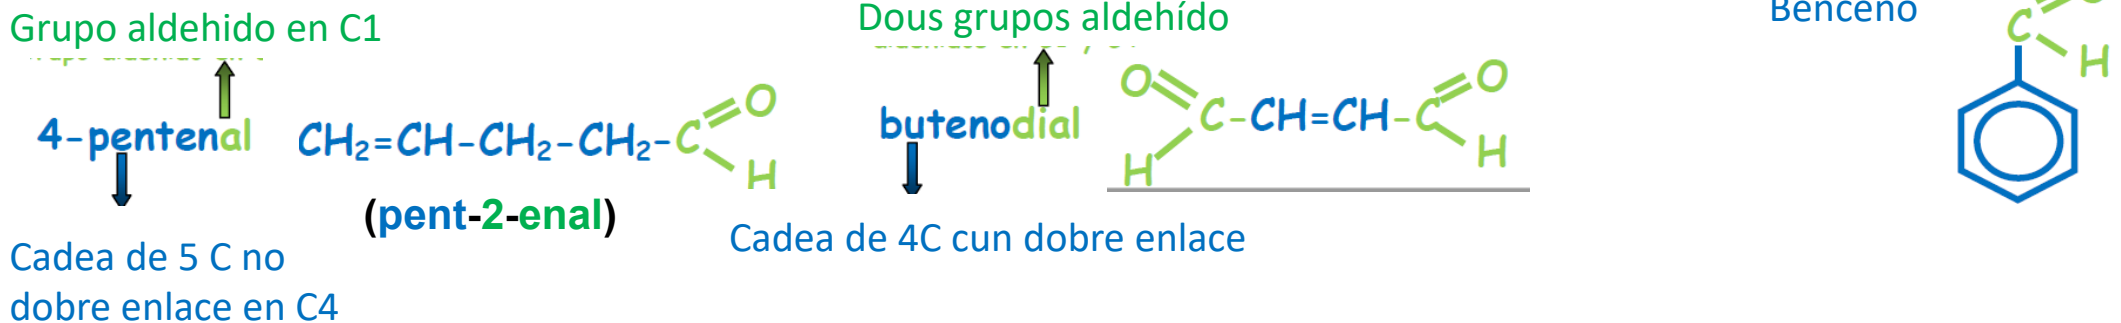 Grupo aldehido en C1
4-pentenal
CH₂=CH-CH₂-CH₂-C
O
H
(pent-2-enal)
Cadea de 5 C no
dobre enlace en C4
Dous grupos aldehído
butenodial
O
C-CH=CH-C
O
H
H
Cadea de 4C cun dobre enlace
Benceno
C
H